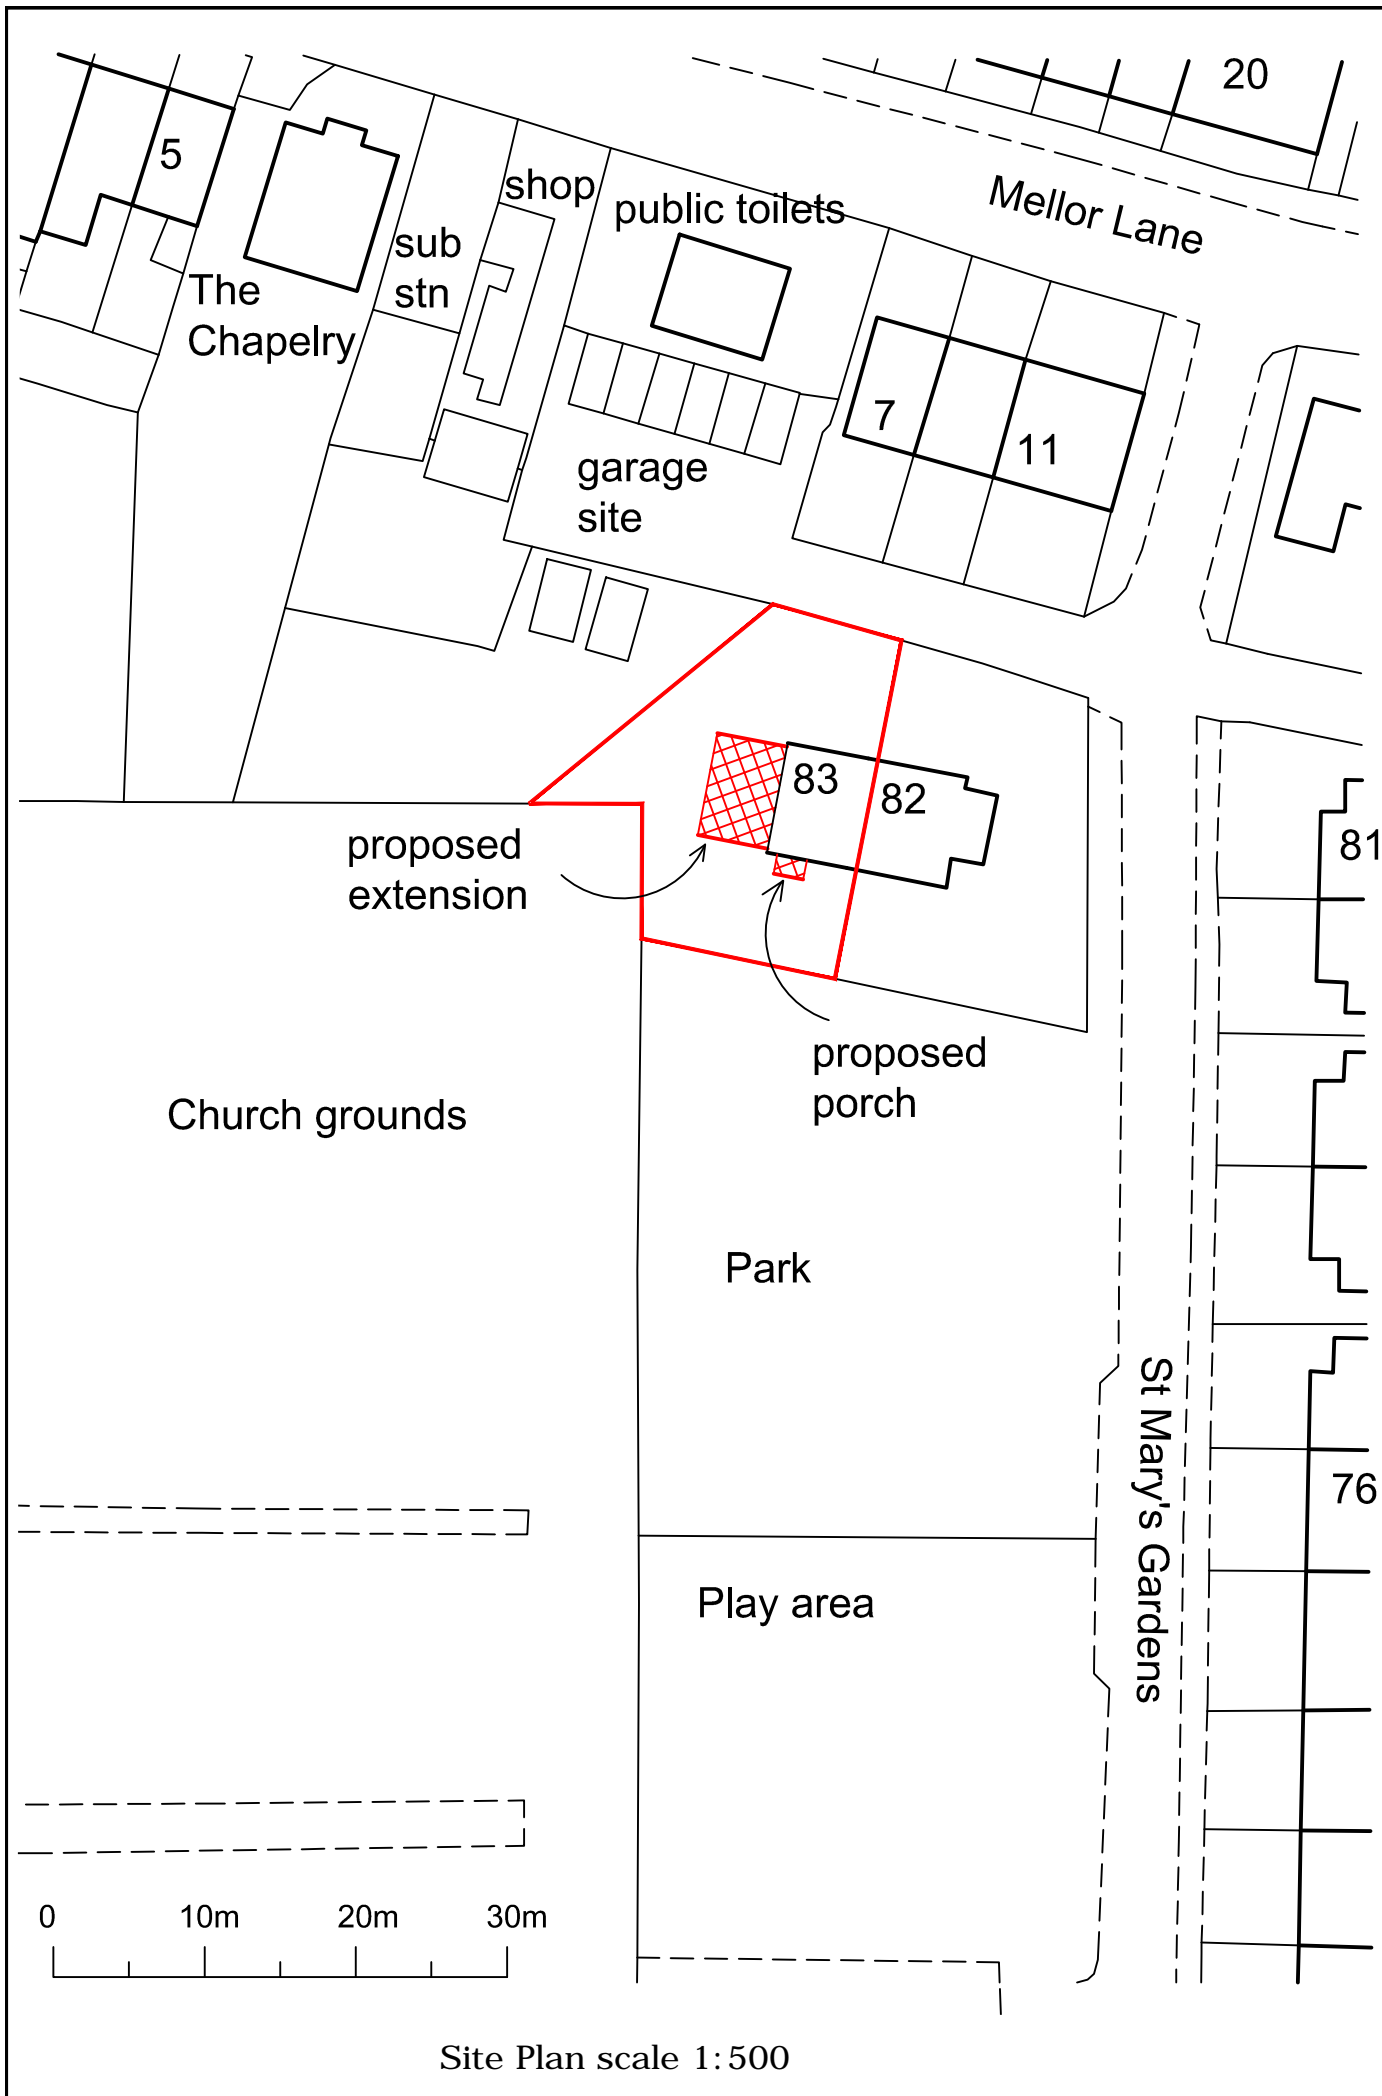 20
5
shop
public toilets
Mellor Lane
sub
stn
The
Chapelry
7
11
garage
site
83
82
81
proposed
extension
proposed
porch
Church grounds
Park
St Mary's Gardens
76
Play area
0 10m 20m 30m
Site Plan scale 1:500